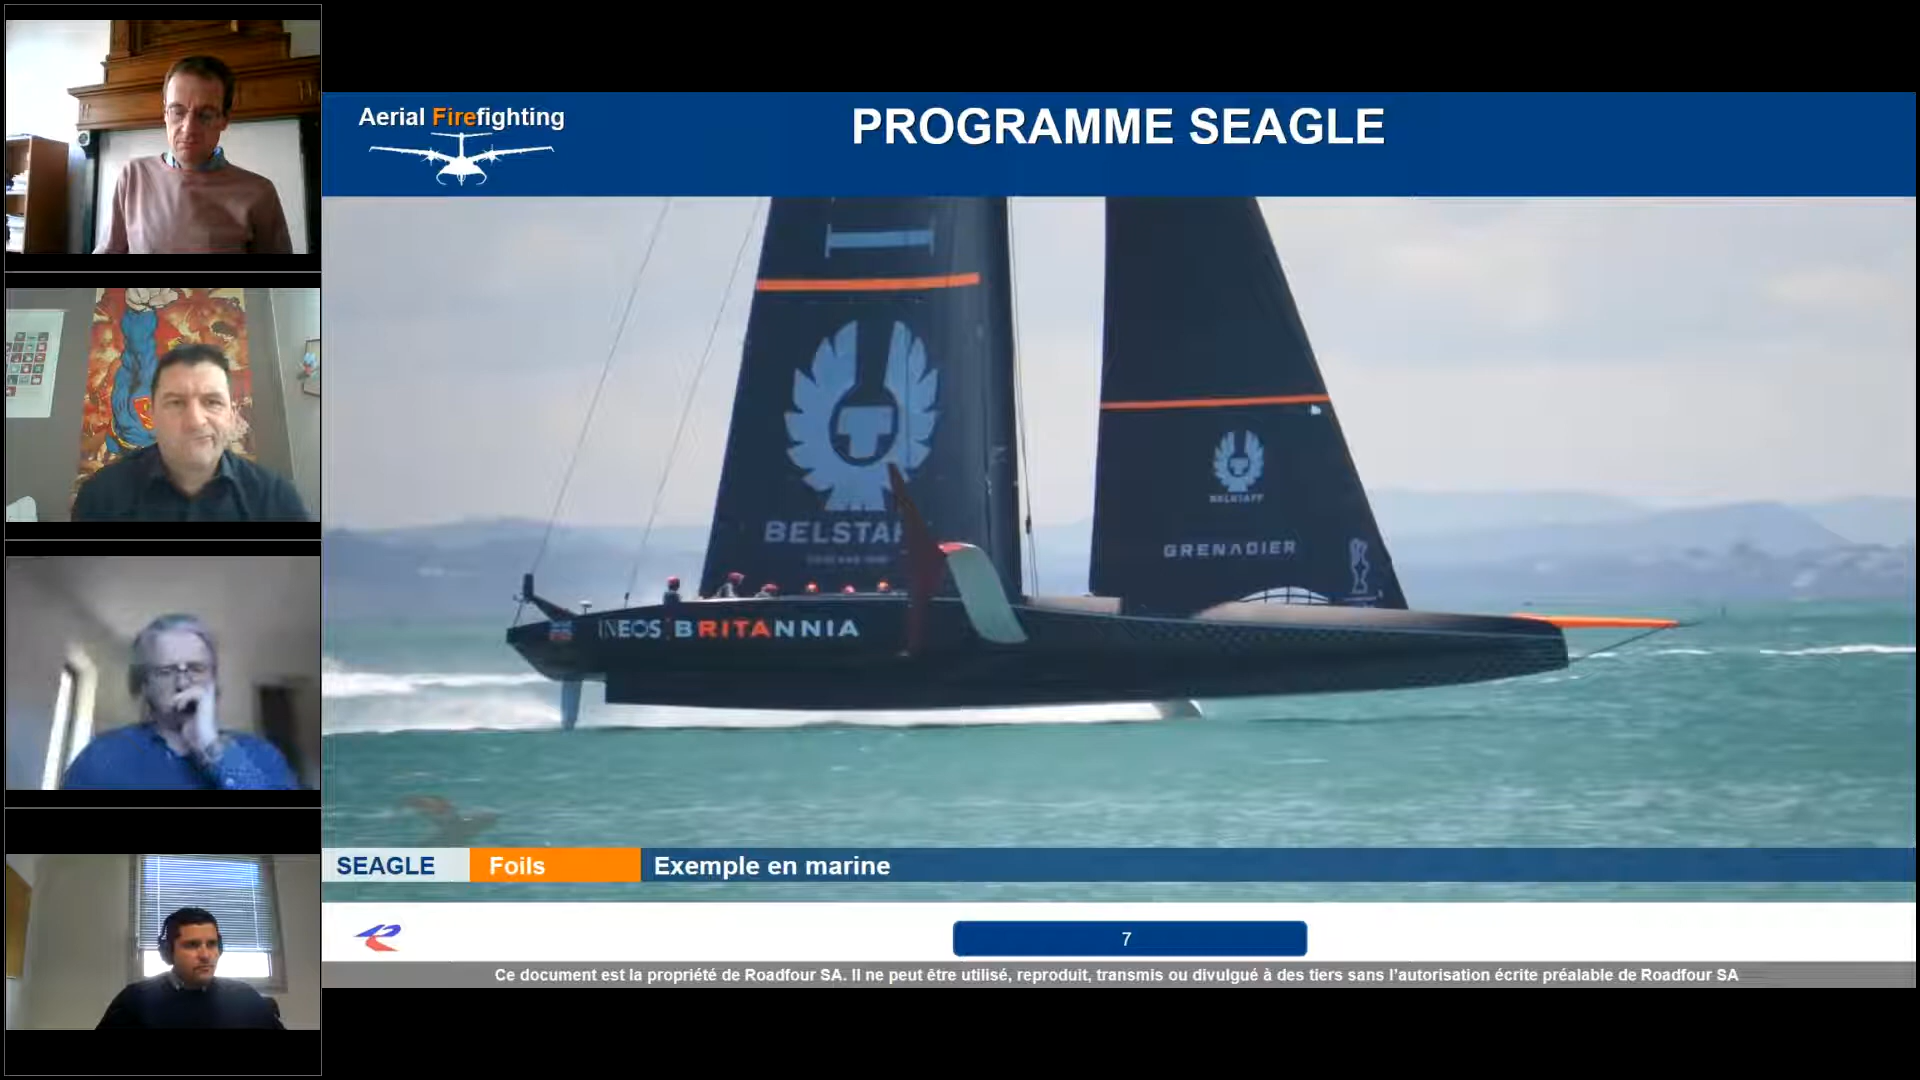 Aerial Firefighting
PROGRAMME SEAGLE
BELSTAFF
BELSTAFF
GRENADIER
INEOS BRITANNIA
SEAGLE
Foils
Exemple en marine
7
Ce document est la propriété de Roadfour SA. Il ne peut être utilisé, reproduit, transmis ou divulgué à des tiers sans l'autorisation écrite préalable de Roadfour SA